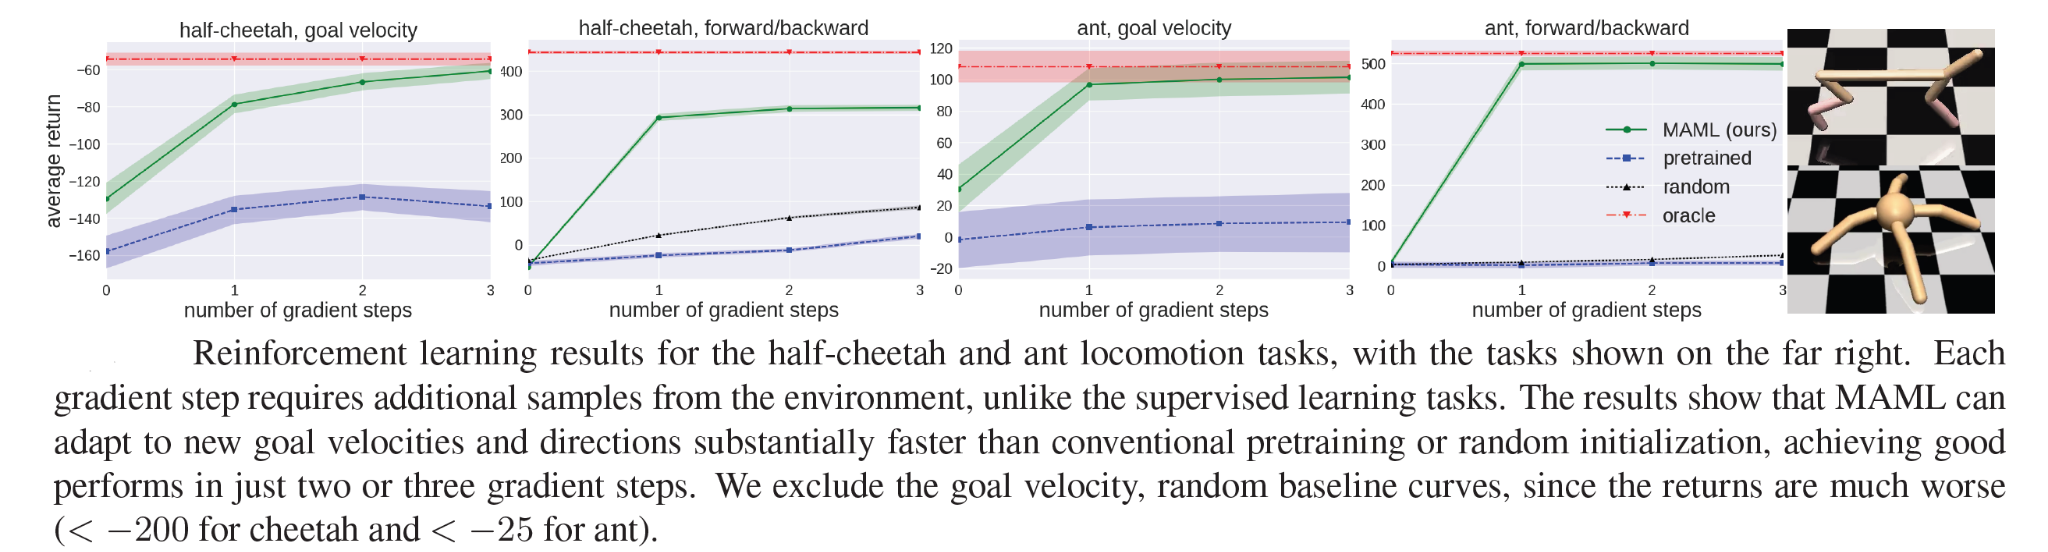 half-cheetah, goal velocity
half-cheetah, forward/backward
ant, goal velocity
ant, forward/backward
average return
−60
−80
−100
−120
−140
−160
0 1 2 3
number of gradient steps
400
300
200
100
0
0 1 2 3
number of gradient steps
120
100
80
60
40
20
0
−20
0 1 2 3
number of gradient steps
500
400
300
200
100
0
0 1 2 3
number of gradient steps
MAML (ours)
pretrained
random
oracle
Reinforcement learning results for the half-cheetah and ant locomotion tasks, with the tasks shown on the far right. Each
gradient step requires additional samples from the environment, unlike the supervised learning tasks. The results show that MAML can
adapt to new goal velocities and directions substantially faster than conventional pretraining or random initialization, achieving good
performs in just two or three gradient steps. We exclude the goal velocity, random baseline curves, since the returns are much worse
(< −200 for cheetah and < −25 for ant).